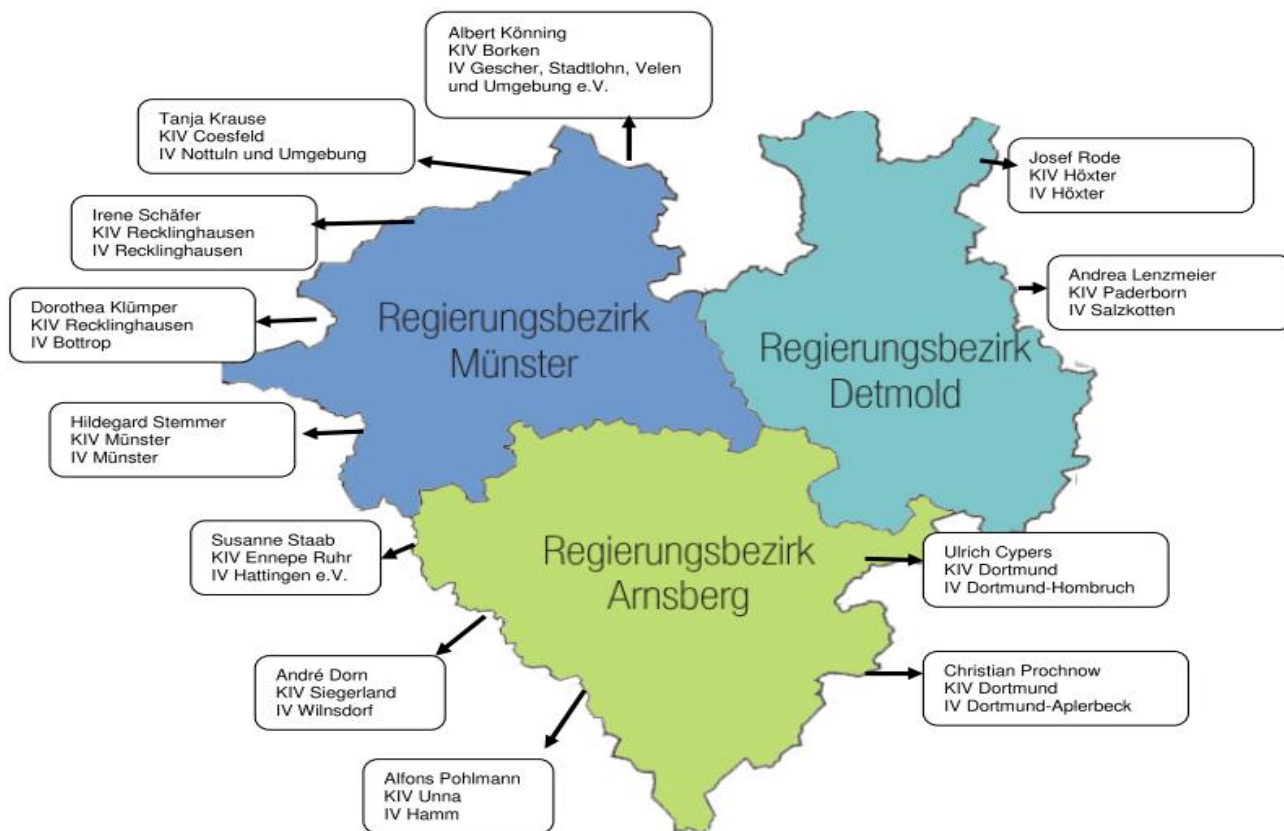 Albert Könning
KIV Borken
IV Gescher, Stadtlohn, Velen
und Umgebung e.V.
Tanja Krause
KIV Coesfeld
IV Nottuln und Umgebung
Josef Rode
KIV Höxter
IV Höxter
Irene Schäfer
KIV Recklinghausen
IV Recklinghausen
Andrea Lenzmeier
KIV Paderborn
IV Salzkotten
Dorothea Klümper
KIV Recklinghausen
IV Bottrop
Regierungsbezirk
Münster
Regierungsbezirk
Detmold
Hildegard Stemmer
KIV Münster
IV Münster
Susanne Staab
KIV Ennepe Ruhr
IV Hattingen e.V.
Regierungsbezirk
Arnsberg
Ulrich Cypers
KIV Dortmund
IV Dortmund-Hombruch
André Dorn
KIV Siegerland
IV Wilnsdorf
Christian Prochnow
KIV Dortmund
IV Dortmund-Aplerbeck
Alfons Pohlmann
KIV Unna
IV Hamm